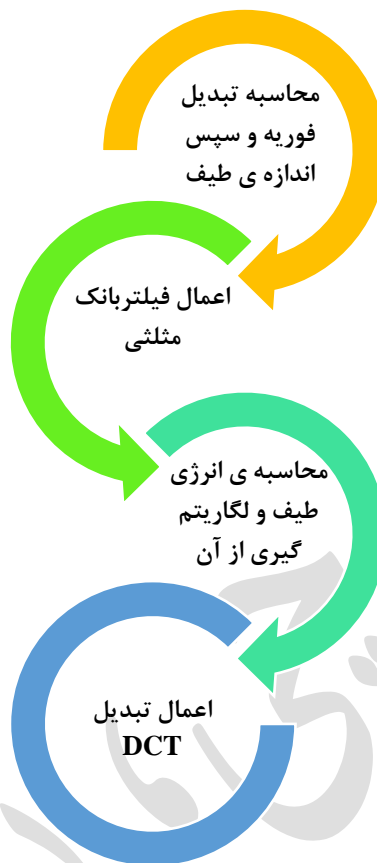 محاسبه تبدیل
فوریه و سپس
اندازه ی طیف
اعمال فیلتربانک
مثلثی
محاسبه ی انرژی
طیف و لگاریتم
گیری از آن
اعمال تبدیل
DCT